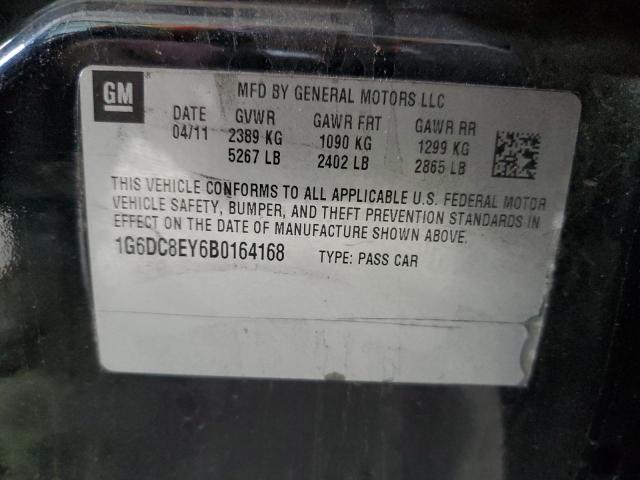 GM
MFD BY GENERAL MOTORS LLC
DATE GVWR GAWR FRT GAWR RR
04/11 2389 KG 1090 KG 1299 KG
5267 LB 2402 LB 2865 LB
THIS VEHICLE CONFORMS TO ALL APPLICABLE U.S. FEDERAL MOTOR
VEHICLE SAFETY, BUMPER, AND THEFT PREVENTION STANDARDS IN
EFFECT ON THE DATE OF MANUFACTURE SHOWN ABOVE.
1G6DC8EY6B0164168 TYPE: PASS CAR